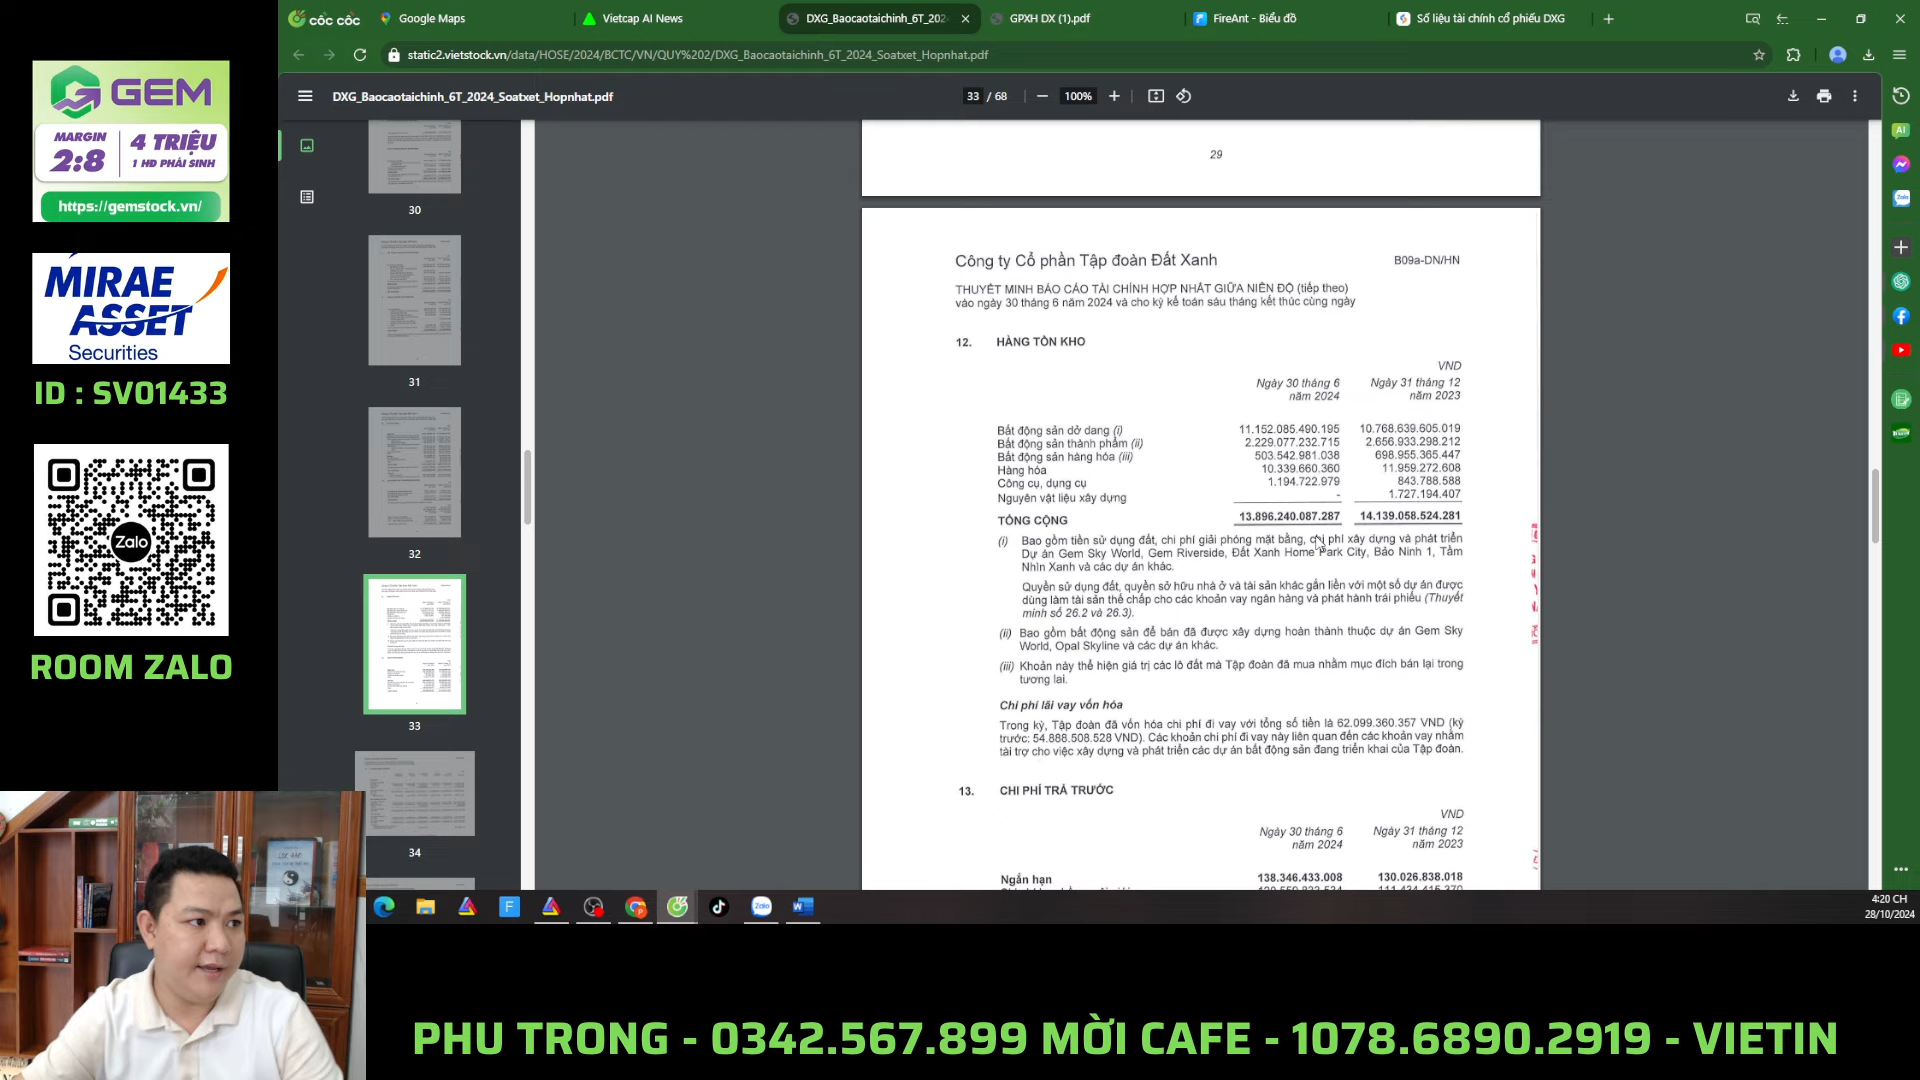 cốc cốc
Google Maps
Vietcap AI News
DXG_Baocaotaichinh_6T_202
GPXH DX (1).pdf
FireAnt - Biểu đồ
Số liệu tài chính cổ phiếu DXG
static2.vietstock.vn/data/HOSE/2024/BCTC/VN/QUY%202/DXG_Baocaotaichinh_6T_2024_Soatxet_Hopnhat.pdf
DXG_Baocaotaichinh_6T_2024_Soatxet_Hopnhat.pdf
33 / 68
100%
GEM
MARGIN 2:8
4 TRIỆU
1 HĐ PHÁI SINH
https://gemstock.vn/
MIRAE ASSET
Securities
ID : SV01433
Zalo
ROOM ZALO
30
31
32
33
34
29
Công ty Cổ phần Tập đoàn Đất Xanh
B09a-DN/HN
THUYẾT MINH BÁO CÁO TÀI CHÍNH HỢP NHẤT GIỮA NIÊN ĐỘ (tiếp theo)
vào ngày 30 tháng 6 năm 2024 và cho kỳ kế toán sáu tháng kết thúc cùng ngày
12. HÀNG TỒN KHO
VND
Ngày 30 tháng 6 Ngày 31 tháng 12
năm 2024 năm 2023
Bất động sản dở dang (i) 11.152.085.490.195 10.768.639.605.019
Bất động sản thành phẩm (ii) 2.229.077.232.715 2.656.933.298.212
Bất động sản hàng hóa (iii) 503.542.981.038 698.955.365.447
Hàng hóa 10.339.660.360 11.959.272.608
Công cụ, dụng cụ 1.194.722.979 843.788.588
Nguyên vật liệu xây dựng - 1.727.194.407
TỔNG CỘNG 13.896.240.087.287 14.139.058.524.281
(i) Bao gồm tiền sử dụng đất, chi phí giải phóng mặt bằng, chi phí xây dựng và phát triển
Dự án Gem Sky World, Gem Riverside, Đất Xanh Home Park City, Bảo Ninh 1, Tầm
Nhìn Xanh và các dự án khác.
Quyền sử dụng đất, quyền sở hữu nhà ở và tài sản khác gắn liền với một số dự án được
dùng làm tài sản thế chấp cho các khoản vay ngân hàng và phát hành trái phiếu (Thuyết
minh số 26.2 và 26.3).
(ii) Bao gồm bất động sản để bán đã được xây dựng hoàn thành thuộc dự án Gem Sky
World, Opal Skyline và các dự án khác.
(iii) Khoản này thể hiện giá trị các lô đất mà Tập đoàn đã mua nhằm mục đích bán lại trong
tương lai.
Chi phí lãi vay vốn hóa
Trong kỳ, Tập đoàn đã vốn hóa chi phí đi vay với tổng số tiền là 62.099.360.357 VND (kỳ
trước: 54.888.508.528 VND). Các khoản chi phí đi vay này liên quan đến các khoản vay nhằm
tài trợ cho việc xây dựng và phát triển các dự án bất động sản đang triển khai của Tập đoàn.
13. CHI PHÍ TRẢ TRƯỚC
VND
Ngày 30 tháng 6 Ngày 31 tháng 12
năm 2024 năm 2023
Ngắn hạn 138.346.433.008 130.026.838.018
4:20 CH
28/10/2024
PHU TRONG - 0342.567.899 MỜI CAFE - 1078.6890.2919 - VIETIN